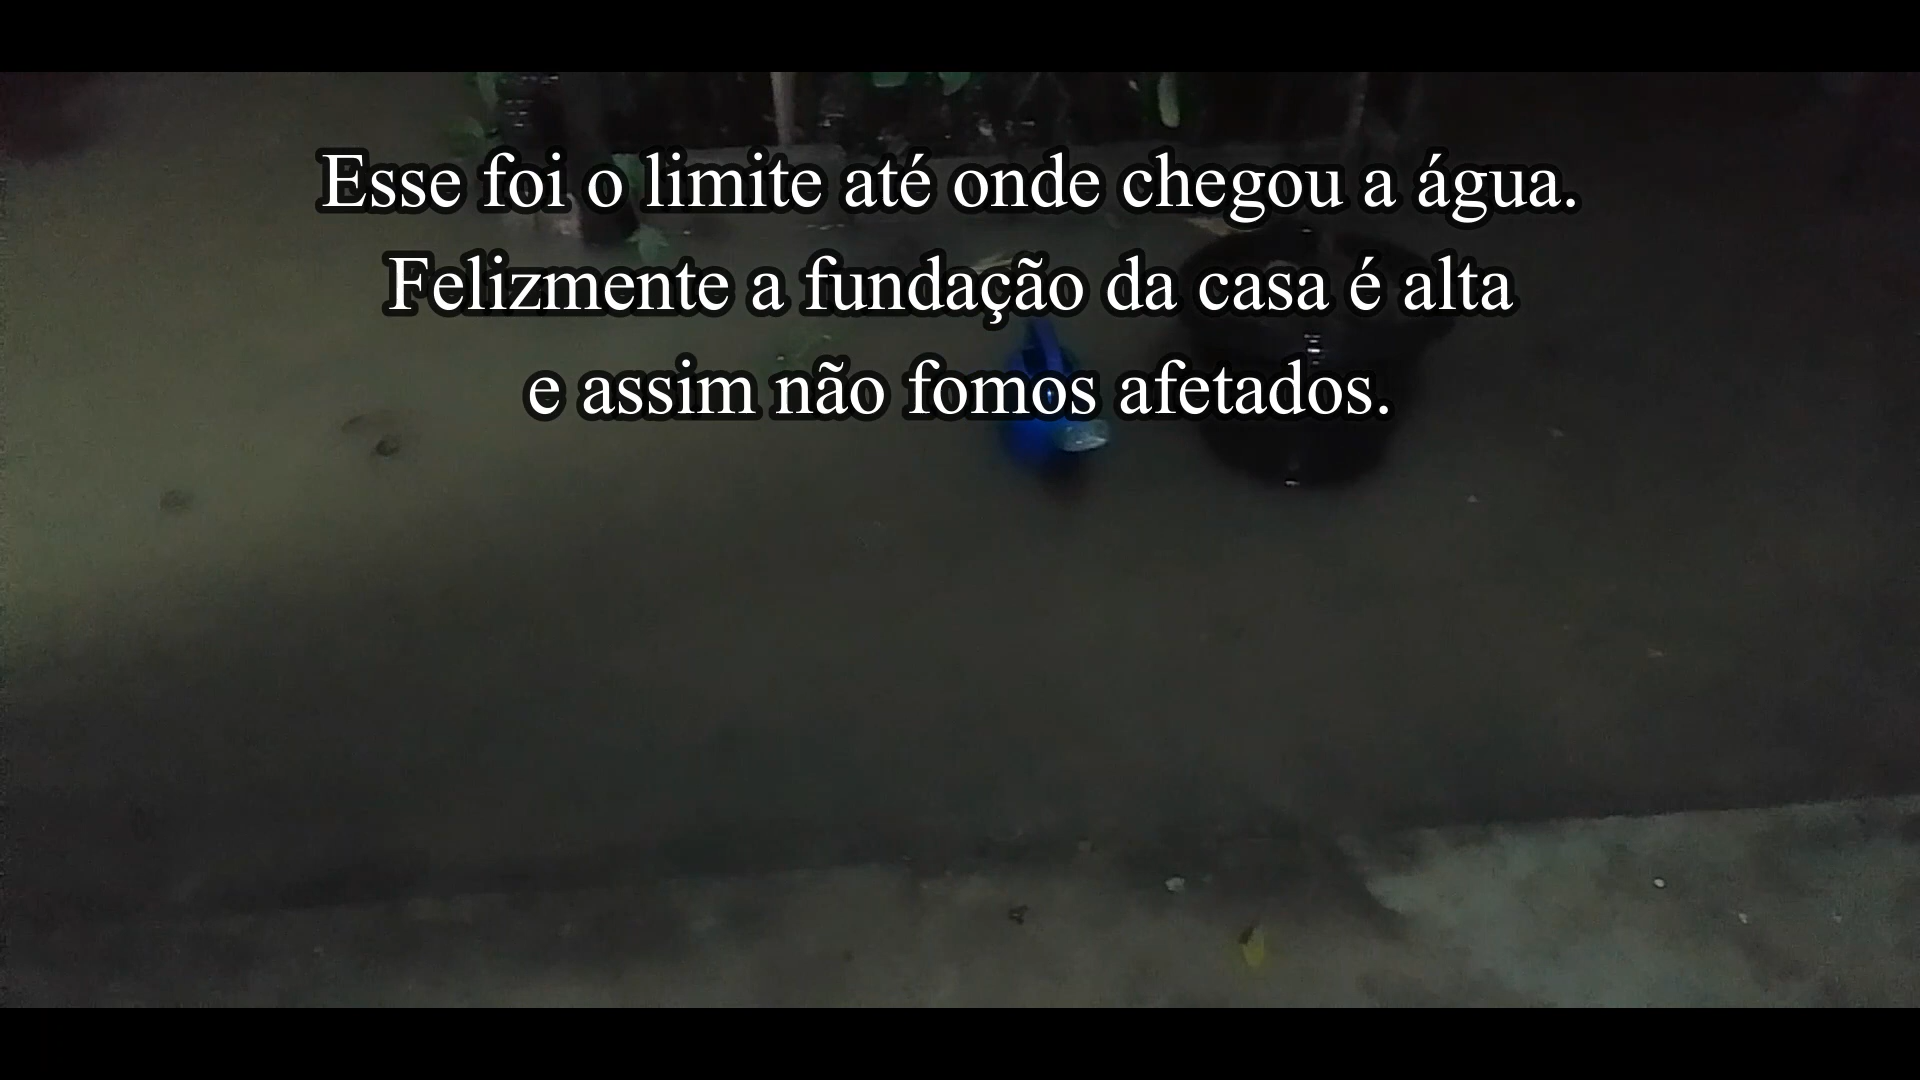 Esse foi o limite até onde chegou a água.
Felizmente a fundação da casa é alta
e assim não fomos afetados.